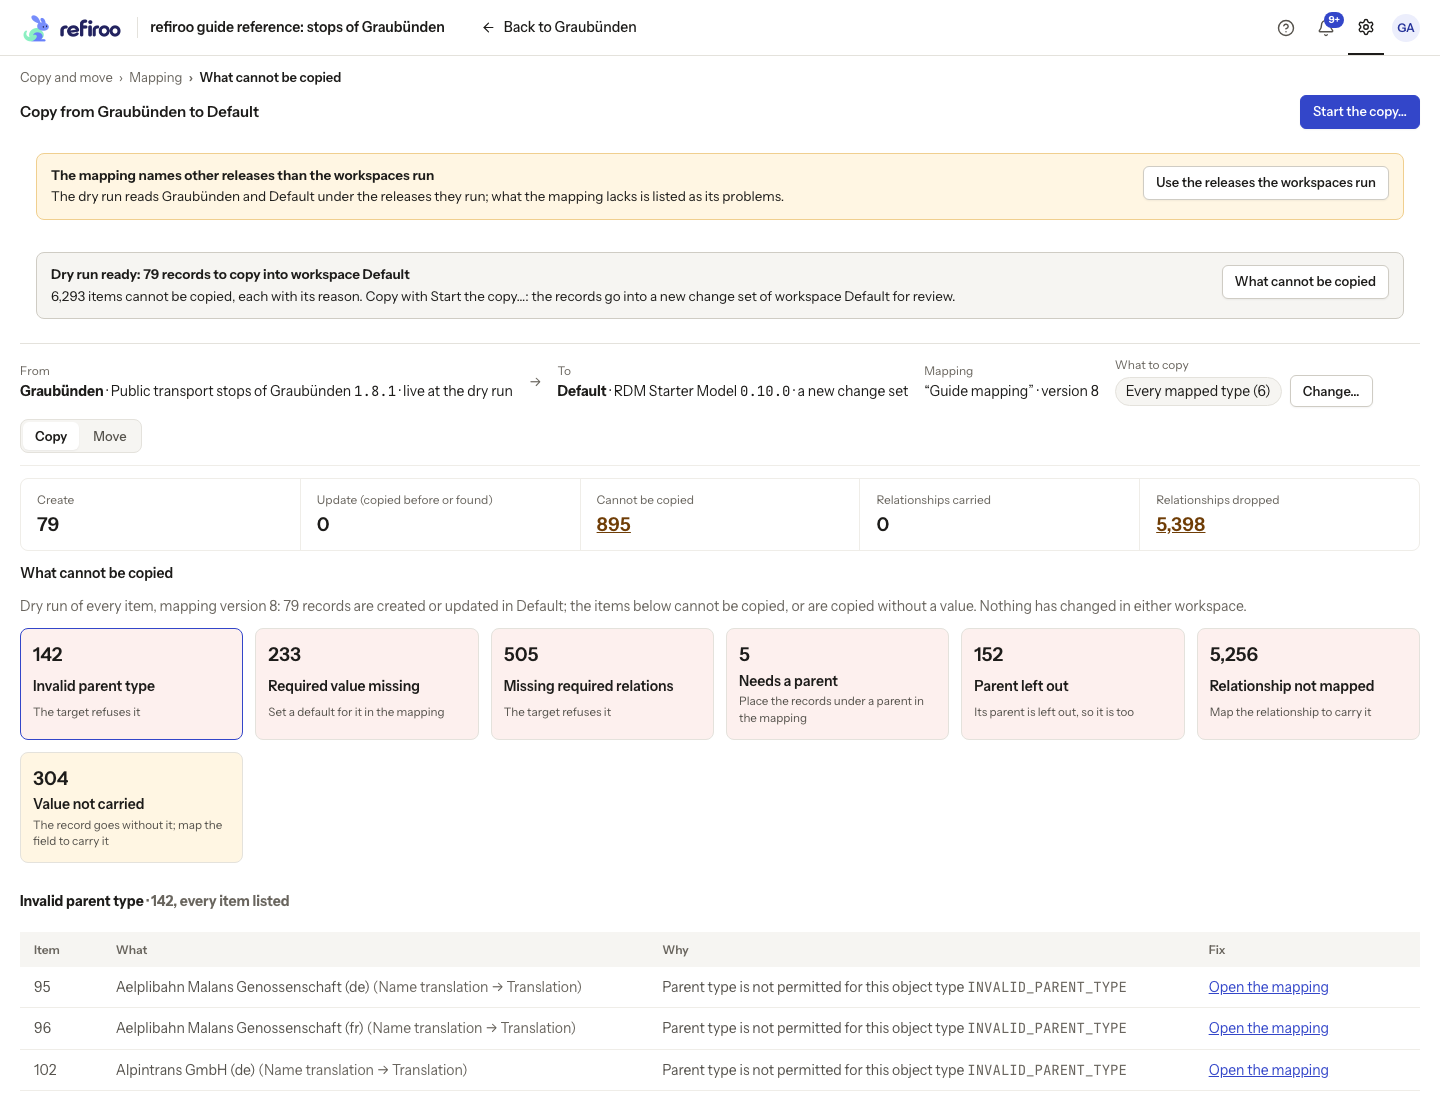 refiroo
refiroo guide reference: stops of Graubünden
← Back to Graubünden
9+
GA
Copy and move › Mapping › What cannot be copied
Copy from Graubünden to Default
Start the copy...
The mapping names other releases than the workspaces run
The dry run reads Graubünden and Default under the releases they run; what the mapping lacks is listed as its problems.
Use the releases the workspaces run
Dry run ready: 79 records to copy into workspace Default
6,293 items cannot be copied, each with its reason. Copy with Start the copy...: the records go into a new change set of workspace Default for review.
What cannot be copied
From
Graubünden · Public transport stops of Graubünden 1.8.1 · live at the dry run
→
To
Default · RDM Starter Model 0.10.0 · a new change set
Mapping
“Guide mapping” · version 8
What to copy
Every mapped type (6)
Change...
Copy
Move
Create
79
Update (copied before or found)
0
Cannot be copied
895
Relationships carried
0
Relationships dropped
5,398
What cannot be copied
Dry run of every item, mapping version 8: 79 records are created or updated in Default; the items below cannot be copied, or are copied without a value. Nothing has changed in either workspace.
142
Invalid parent type
The target refuses it
233
Required value missing
Set a default for it in the mapping
505
Missing required relations
The target refuses it
5
Needs a parent
Place the records under a parent in
the mapping
152
Parent left out
Its parent is left out, so it is too
5,256
Relationship not mapped
Map the relationship to carry it
304
Value not carried
The record goes without it; map the
field to carry it
Invalid parent type · 142, every item listed
Item What Why Fix
95 Aelplibahn Malans Genossenschaft (de) (Name translation → Translation) Parent type is not permitted for this object type INVALID_PARENT_TYPE Open the mapping
96 Aelplibahn Malans Genossenschaft (fr) (Name translation → Translation) Parent type is not permitted for this object type INVALID_PARENT_TYPE Open the mapping
102 Alpintrans GmbH (de) (Name translation → Translation) Parent type is not permitted for this object type INVALID_PARENT_TYPE Open the mapping